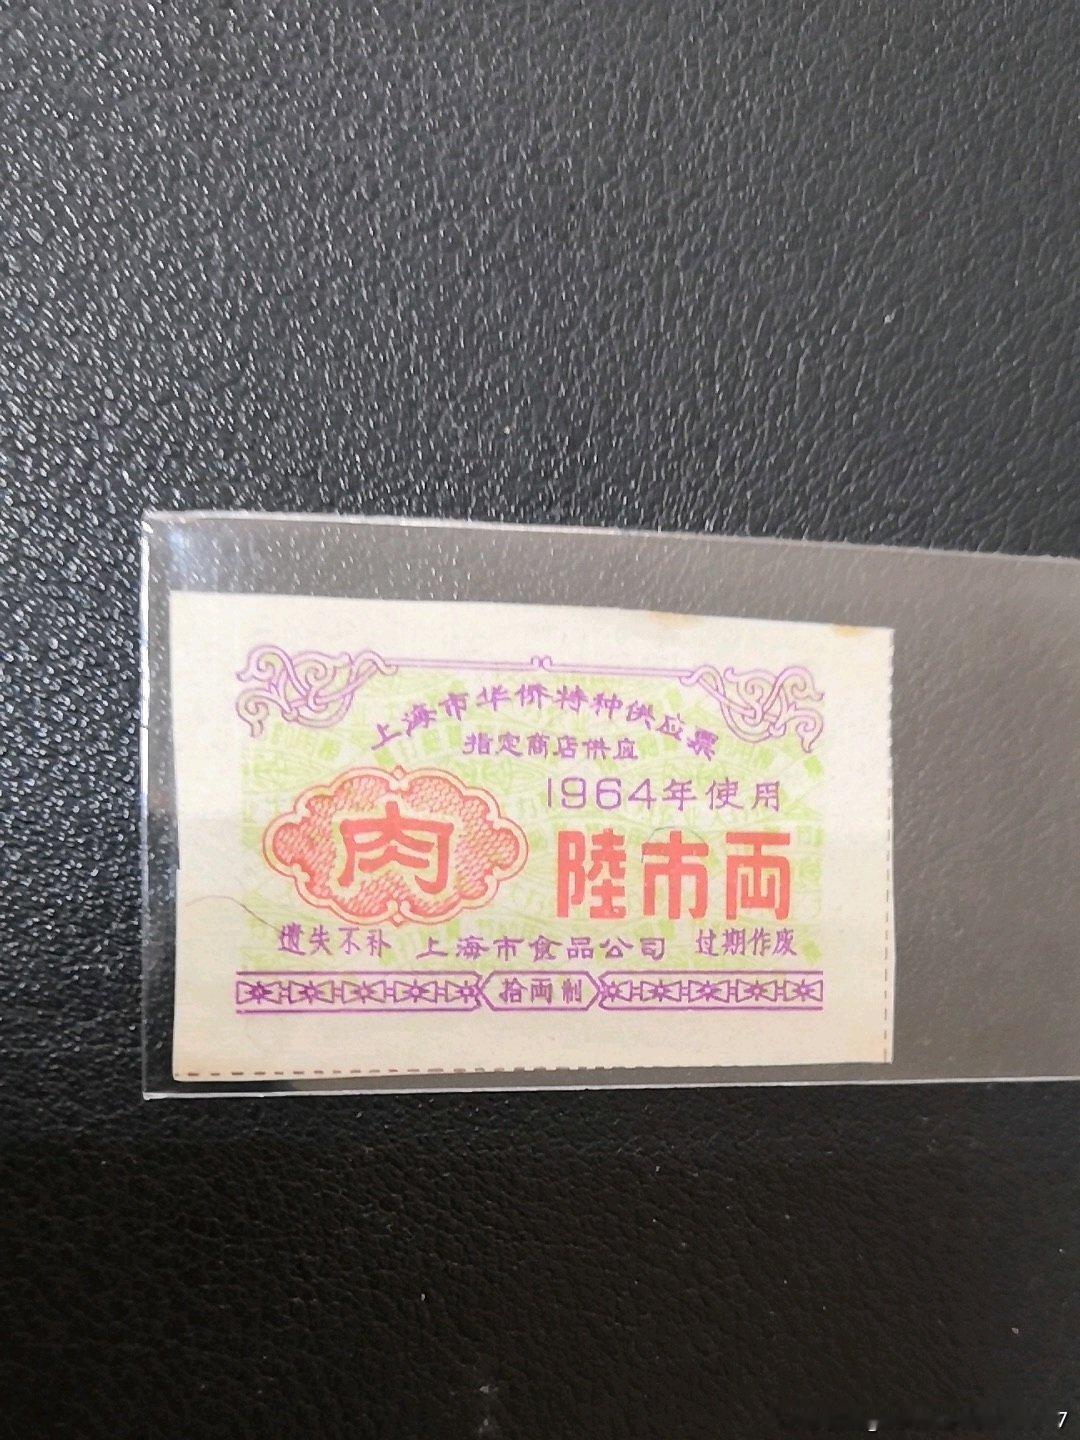 上海市华侨特种供应票
指定商店供应
1964年使用
肉
陸市両
遗失不补 上海市食品公司 过期作废
拾両制
7